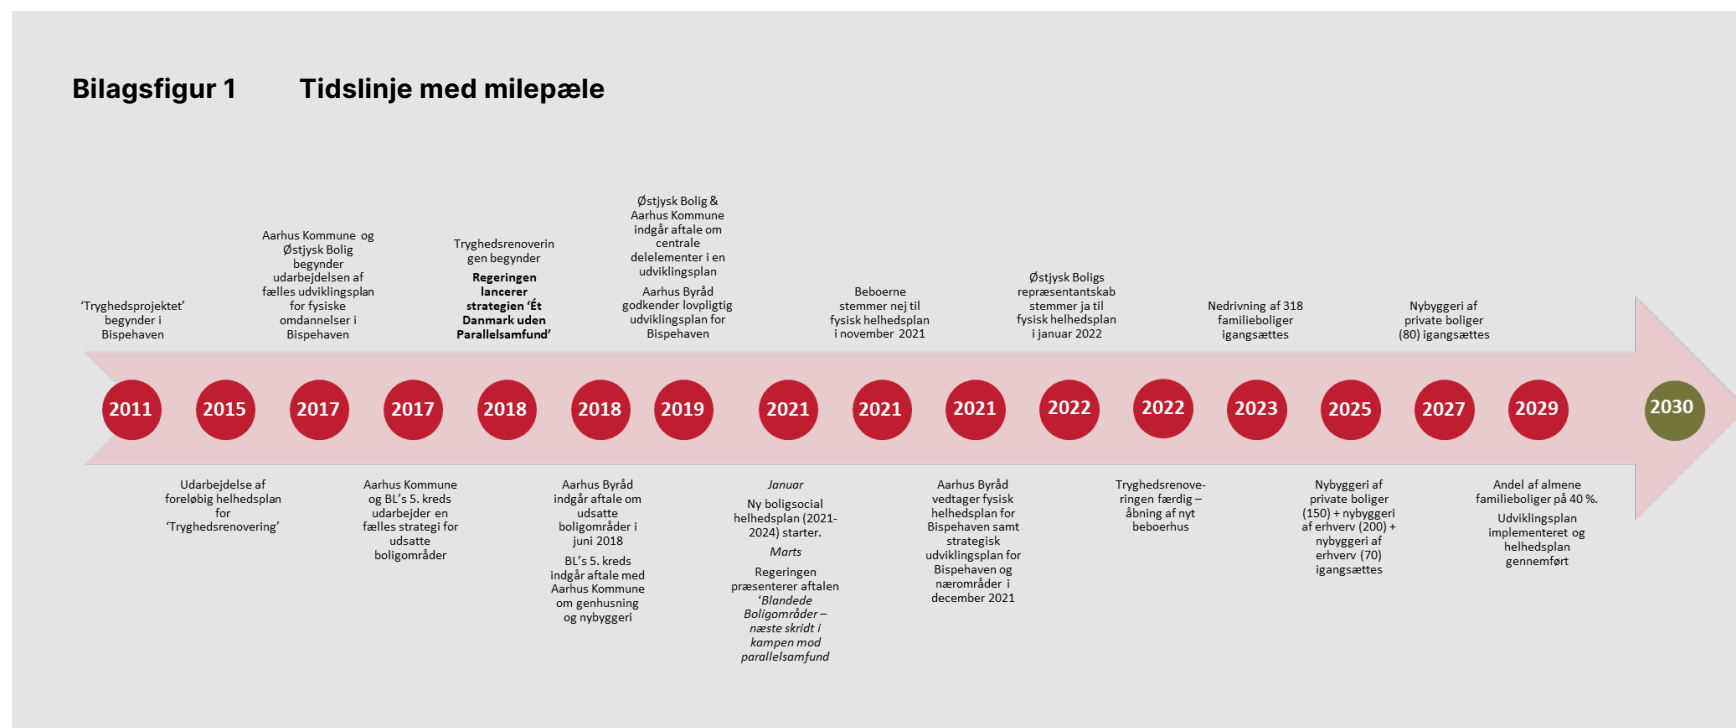 Bilagsfigur 1 Tidslinje med milepæle
‘Tryghedsprojektet’
begynder i
Bispehaven
Aarhus Kommune og
Østjysk Bolig
begynder
udarbejdelsen af
fælles udviklingsplan
for fysiske
omdannelser i
Bispehaven
Tryghedsrenoverin
gen begynder
Regeringen
lancerer
strategien ‘Ét
Danmark uden
Parallelsamfund’
Østjysk Bolig &
Aarhus Kommune
indgår aftale om
centrale
delelementer i en
udviklingsplan
Aarhus Byråd
godkender lovpligtig
udviklingsplan for
Bispehaven
Beboerne
stemmer nej til
fysisk helhedsplan
i november 2021
Østjysk Boligs
repræsentantskab
stemmer ja til
fysisk helhedsplan
i januar 2022
Nedrivning af 318
familieboliger
igangsættes
Nybyggeri af
private boliger
(80) igangsættes
2011 2015 2017 2017 2018 2018 2019 2021 2021 2021 2022 2022 2023 2025 2027 2029 2030
Udarbejdelse af
foreløbig helhedsplan
for
‘Tryghedsrenovering’
Aarhus Kommune
og BL’s 5. kreds
udarbejder en
fælles strategi for
udsatte
boligområder
Aarhus Byråd
indgår aftale om
udsatte
boligområder i
juni 2018
BL’s 5. kreds
indgår aftale med
Aarhus Kommune
om genhusning
og nybyggeri
Januar
Ny boligsocial
helhedsplan (2021-
2024) starter.
Marts
Regeringen
præsenterer aftalen
‘Blandede
Boligområder –
næste skridt i
kampen mod
parallelsamfund
Aarhus Byråd
vedtager fysisk
helhedsplan for
Bispehaven samt
strategisk
udviklingsplan for
Bispehaven og
nærområder i
december 2021
Tryghedsrenove-
ringen færdig –
åbning af nyt
beboerhus
Nybyggeri af
private boliger
(150) + nybyggeri
af erhverv (200) +
nybyggeri af
erhverv (70)
igangsættes
Andel af almene
familieboliger på 40 %.
Udviklingsplan
implementeret og
helhedsplan
gennemført